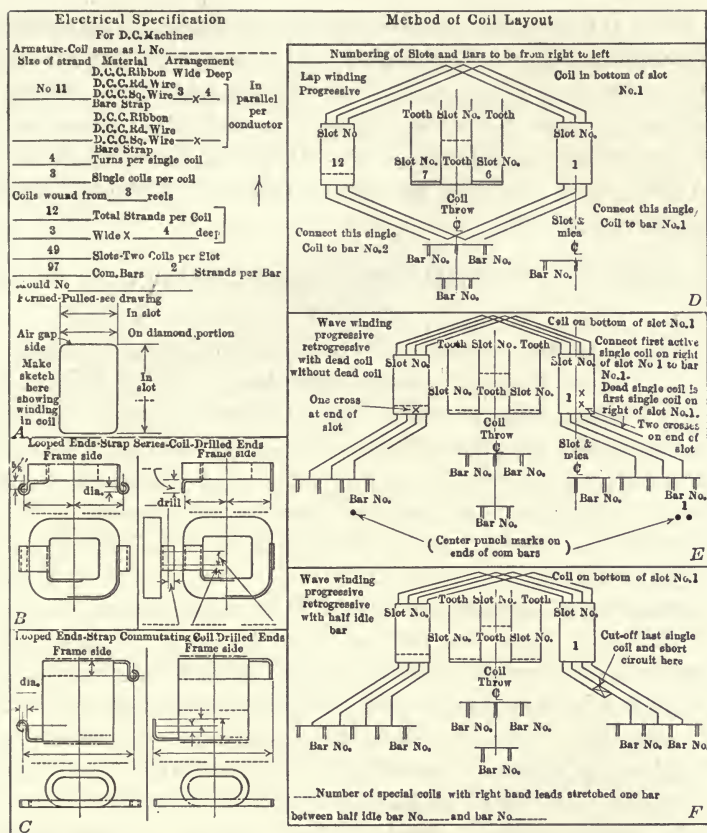 Electrical Specification
For D.C. Machines
Armature-Coil same as L No
Size of strand Material Arrangement
D.C.C. Ribbon Wide Deep
No 11 D.C.C. Rd. Wire
D.C.C. Sq. Wire 3 × 4
Bare Strap
D.C.C. Ribbon
D.C.C. Rd. Wire
D.C.C. Sq. Wire ×
Bare Strap
In
parallel
per
conductor
4 Turns per single coil
3 Single coils per coil
Coils wound from 3 reels
12 Total Strands per Coil
3 Wide × 4 deep
49 Slots-Two Coils per Slot
97 Com. Bars 2 Strands per Bar
Mould No
Formed-Pulled-see drawing
In slot
Air gap
side
On diamond portion
Make
sketch
here
showing
winding
in coil
In
slot
A
Looped Ends-Strap Series-Coil-Drilled Ends
Frame side
Frame side
dia.
drill
B
Looped Ends-Strap Commutating Coil Drilled Ends
Frame side
Frame side
dia.
C
Method of Coil Layout
Numbering of Slots and Bars to be from right to left
Lap winding
Progressive
Coil in bottom of slot
No.1
Tooth Slot No. Tooth
Slot No.
12
Slot No. Tooth Slot No.
7 6
Slot No.
1
Coil
Throw
℄
Connect this single
Coil to bar No.2
Slot &
mica
℄
Connect this single
Coil to bar No.1
Bar No. Bar No.
Bar No.
Bar No.
D
Wave winding
progressive
retrogressive
with dead coil
without dead coil
Coil on bottom of slot No.1
Tooth Slot No. Tooth
Slot No.
Slot No. Tooth Slot No.
Slot No.
1
×
×
×
Connect first active
single coil on right
of slot No 1 to bar
No.1.
Dead single coil is
first single coil on
right of slot No.1.
Two crosses
on end of
slot
One cross
at end of
slot
Coil
Throw
℄
Slot &
mica
℄
Bar No. Bar No.
Bar No.
Bar No.
Bar No.
Bar No.
1
(Center punch marks on
ends of com bars)
E
Wave winding
progressive
retrogressive
with half idle
bar
Coil on bottom of slot No.1
Tooth Slot No. Tooth
Slot No.
Slot No. Tooth Slot No.
Slot No.
1
Cut-off last single
coil and short
circuit here
Coil
Throw
℄
Bar No. Bar No.
Bar No.
Bar No.
Bar No.
Number of special coils with right hand leads stretched one bar
between half idle bar No. and bar No.
F